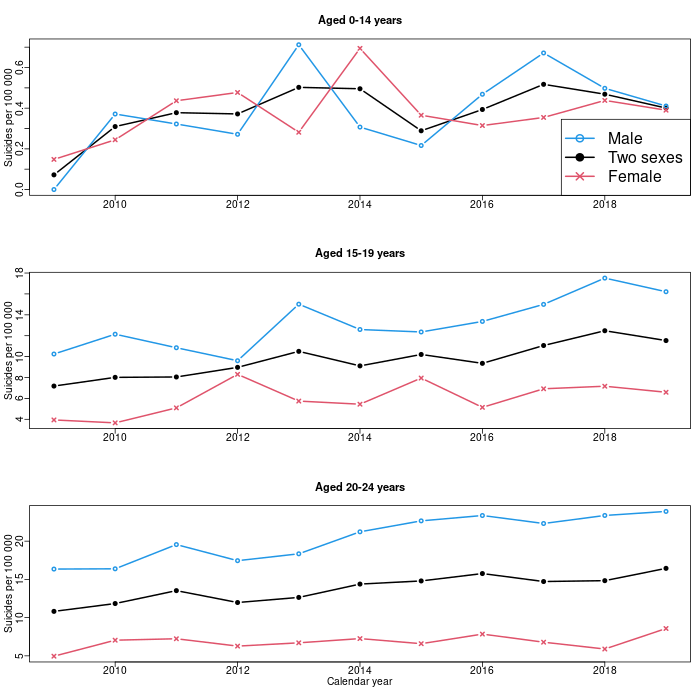 Aged 0-14 years
Suicides per 100 000
0.0 0.2 0.4 0.6
2010 2012 2014 2016 2018
Male
Two sexes
Female
Aged 15-19 years
Suicides per 100 000
4 6 8 10 14 18
2010 2012 2014 2016 2018
Aged 20-24 years
Suicides per 100 000
5 10 15 20
2010 2012 2014 2016 2018
Calendar year